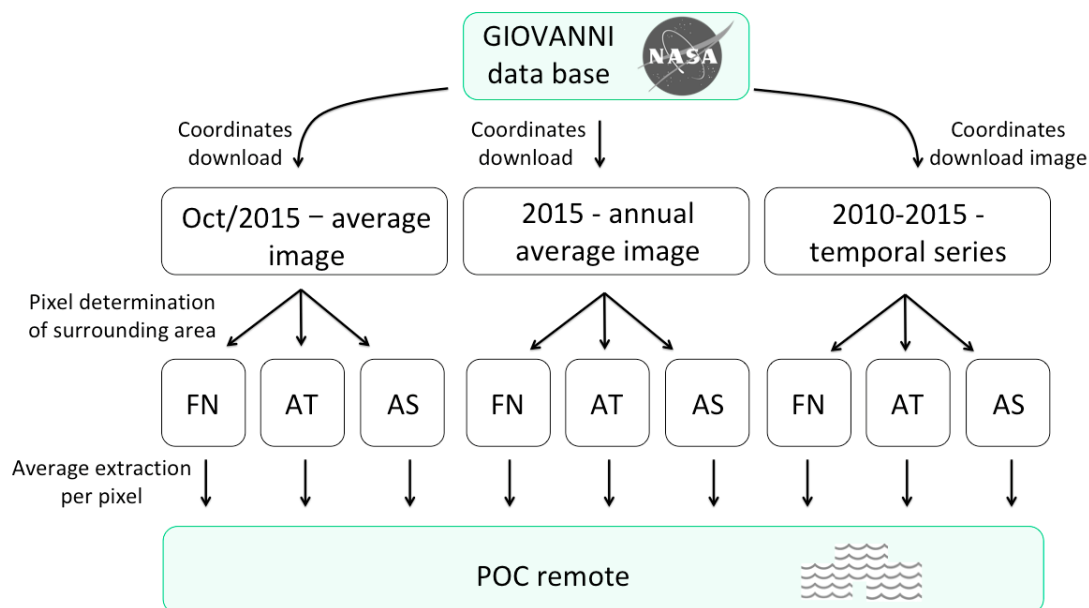 GIOVANNI
data base
NASA
Coordinates
download
Coordinates
download
Coordinates
download image
Oct/2015 – average
image
2015 - annual
average image
2010-2015 -
temporal series
Pixel determination
of surrounding area
FN AT AS FN AT AS FN AT AS
Average extraction
per pixel
POC remote